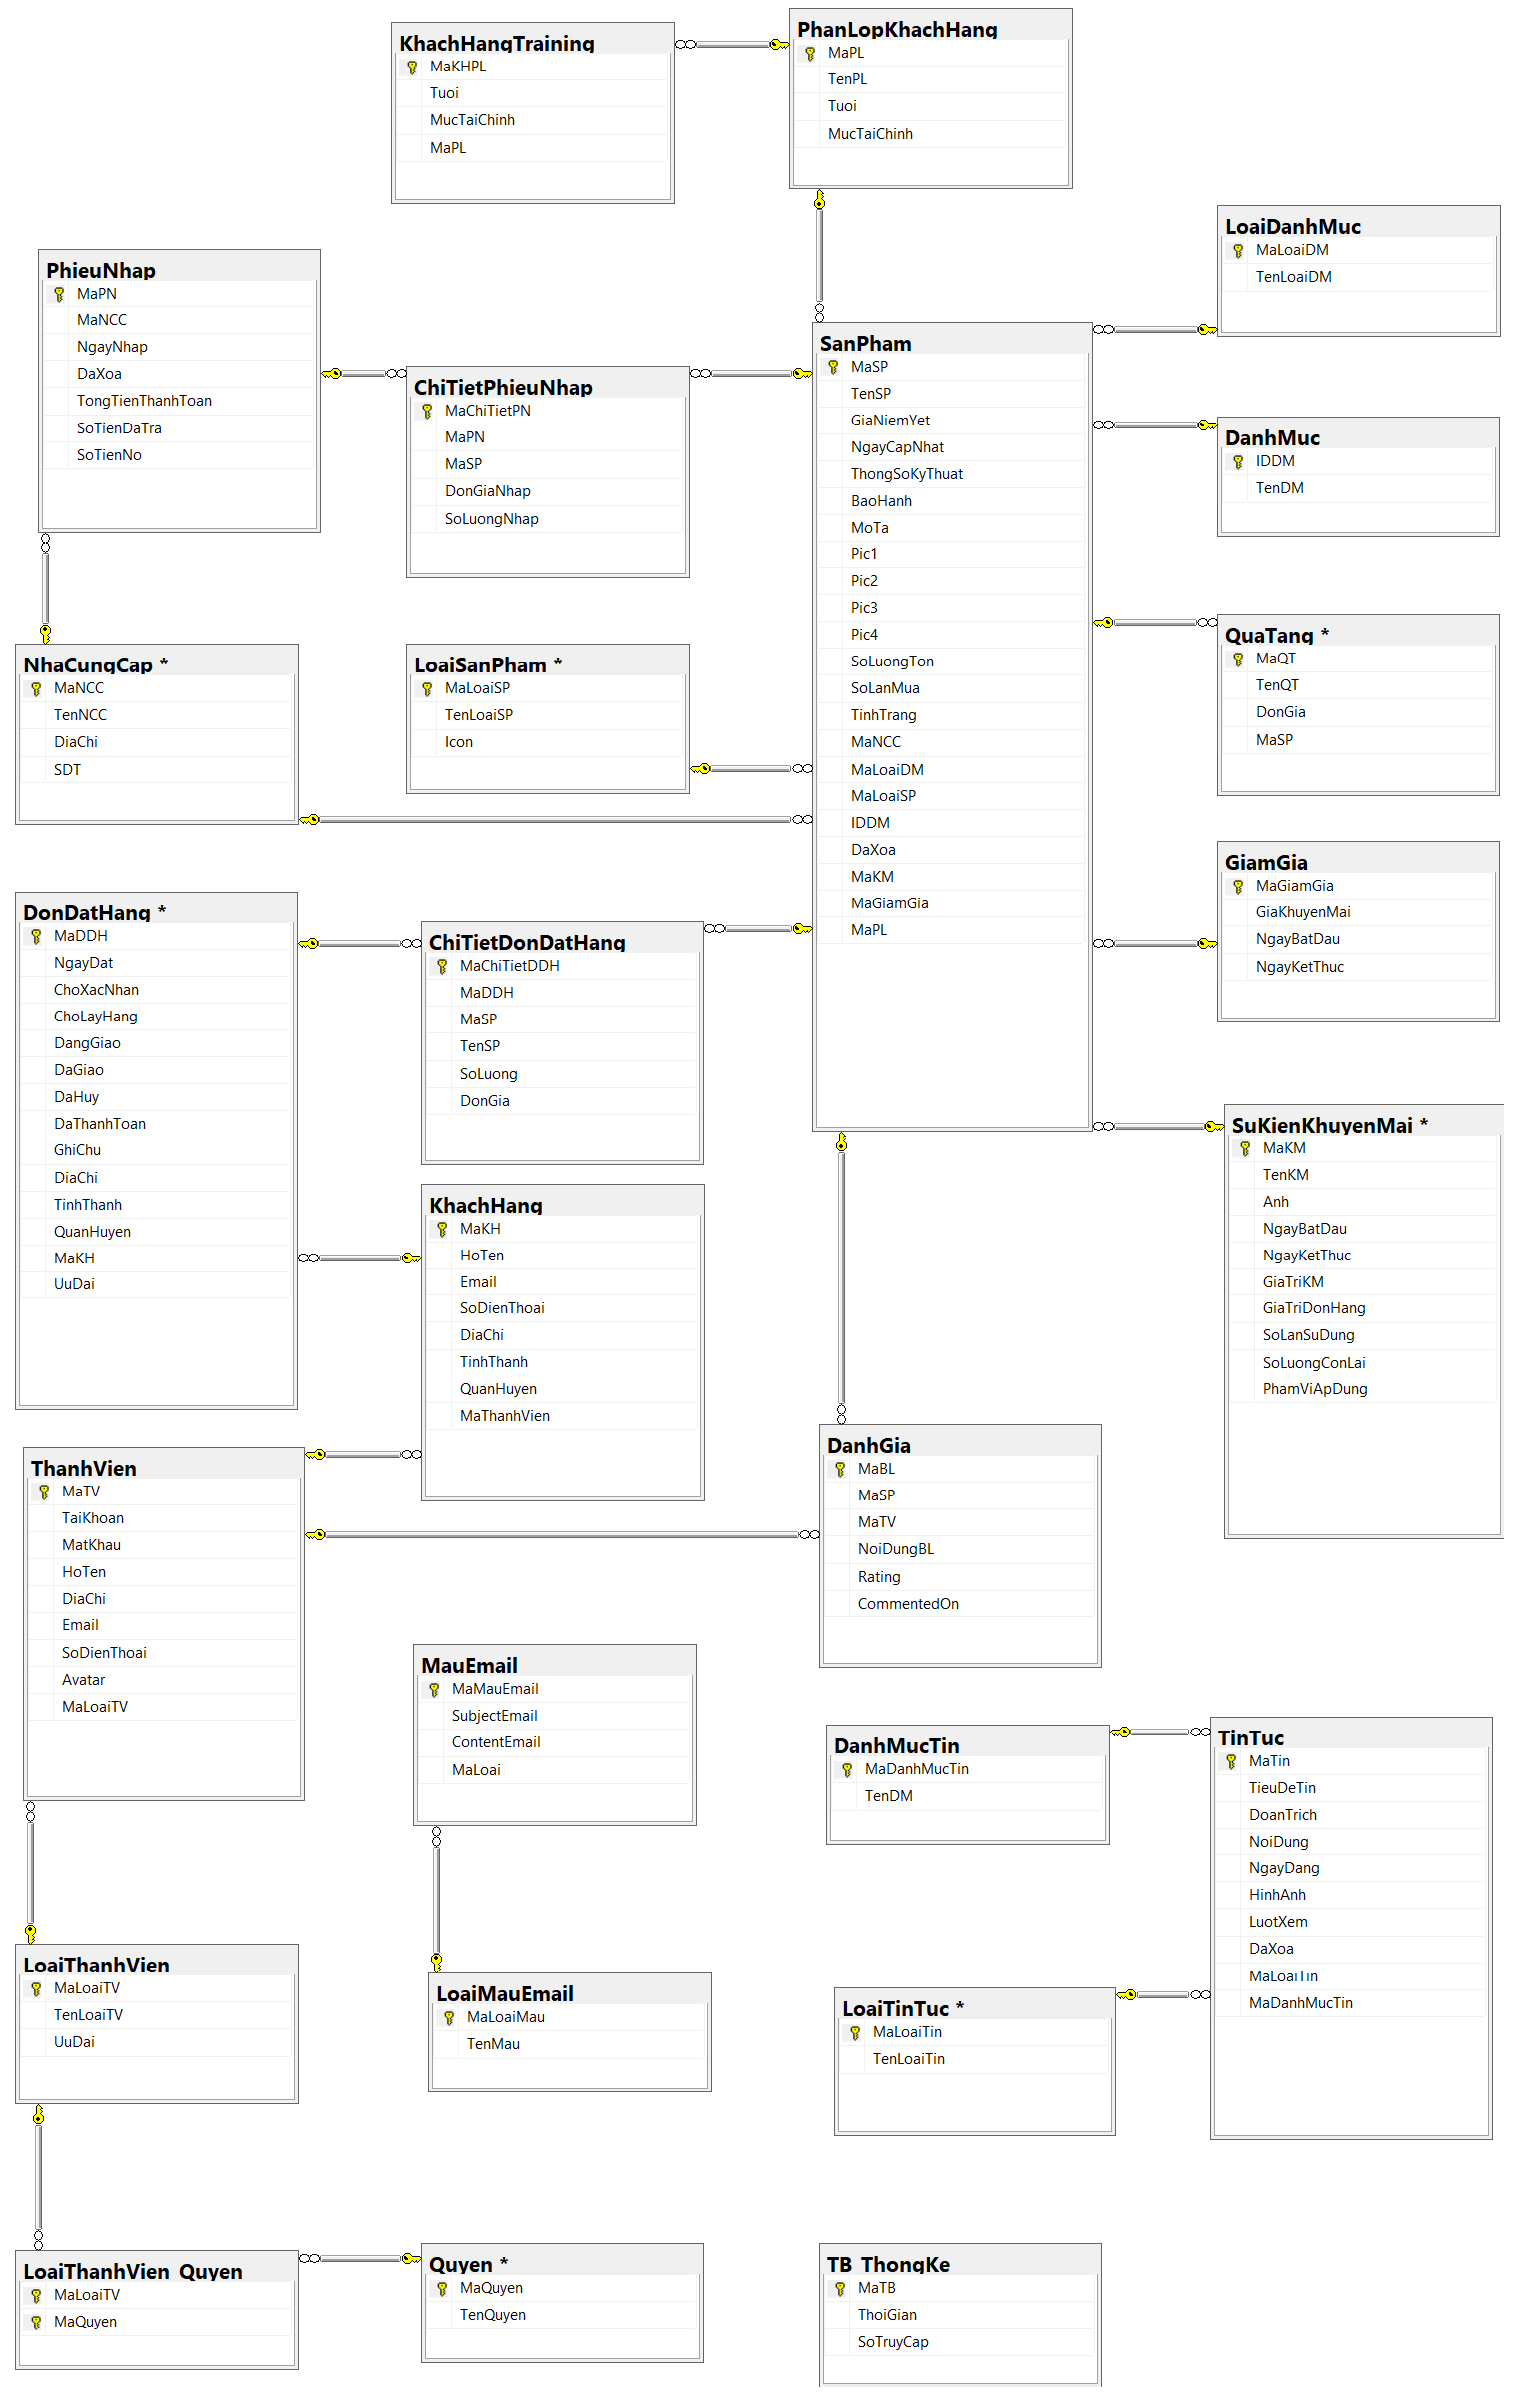 KhachHangTraining
MaKHPL
Tuoi
MucTaiChinh
MaPL
PhanLopKhachHang
MaPL
TenPL
Tuoi
MucTaiChinh
LoaiDanhMuc
MaLoaiDM
TenLoaiDM
PhieuNhap
MaPN
MaNCC
NgayNhap
DaXoa
TongTienThanhToan
SoTienDaTra
SoTienNo
ChiTietPhieuNhap
MaChiTietPN
MaPN
MaSP
DonGiaNhap
SoLuongNhap
SanPham
MaSP
TenSP
GiaNiemYet
NgayCapNhat
ThongSoKyThuat
BaoHanh
MoTa
Pic1
Pic2
Pic3
Pic4
SoLuongTon
SoLanMua
TinhTrang
MaNCC
MaLoaiDM
MaLoaiSP
IDDM
DaXoa
MaKM
MaGiamGia
MaPL
DanhMuc
IDDM
TenDM
NhaCungCap *
MaNCC
TenNCC
DiaChi
SDT
LoaiSanPham *
MaLoaiSP
TenLoaiSP
Icon
QuaTang *
MaQT
TenQT
DonGia
MaSP
GiamGia
MaGiamGia
GiaKhuyenMai
NgayBatDau
NgayKetThuc
DonDatHang *
MaDDH
NgayDat
ChoXacNhan
ChoLayHang
DangGiao
DaGiao
DaHuy
DaThanhToan
GhiChu
DiaChi
TinhThanh
QuanHuyen
MaKH
UuDai
ChiTietDonDatHang
MaChiTietDDH
MaDDH
MaSP
TenSP
SoLuong
DonGia
SuKienKhuyenMai *
MaKM
TenKM
Anh
NgayBatDau
NgayKetThuc
GiaTriKM
GiaTriDonHang
SoLanSuDung
SoLuongConLai
PhamViApDung
KhachHang
MaKH
HoTen
Email
SoDienThoai
DiaChi
TinhThanh
QuanHuyen
MaThanhVien
ThanhVien
MaTV
TaiKhoan
MatKhau
HoTen
DiaChi
Email
SoDienThoai
Avatar
MaLoaiTV
DanhGia
MaBL
MaSP
MaTV
NoiDungBL
Rating
CommentedOn
MauEmail
MaMauEmail
SubjectEmail
ContentEmail
MaLoai
DanhMucTin
MaDanhMucTin
TenDM
TinTuc
MaTin
TieuDeTin
DoanTrich
NoiDung
NgayDang
HinhAnh
LuotXem
DaXoa
MaLoaiTin
MaDanhMucTin
LoaiThanhVien
MaLoaiTV
TenLoaiTV
UuDai
LoaiMauEmail
MaLoaiMau
TenMau
LoaiTinTuc *
MaLoaiTin
TenLoaiTin
LoaiThanhVien_Quyen
MaLoaiTV
MaQuyen
Quyen *
MaQuyen
TenQuyen
TB_ThongKe
MaTB
ThoiGian
SoTruyCap